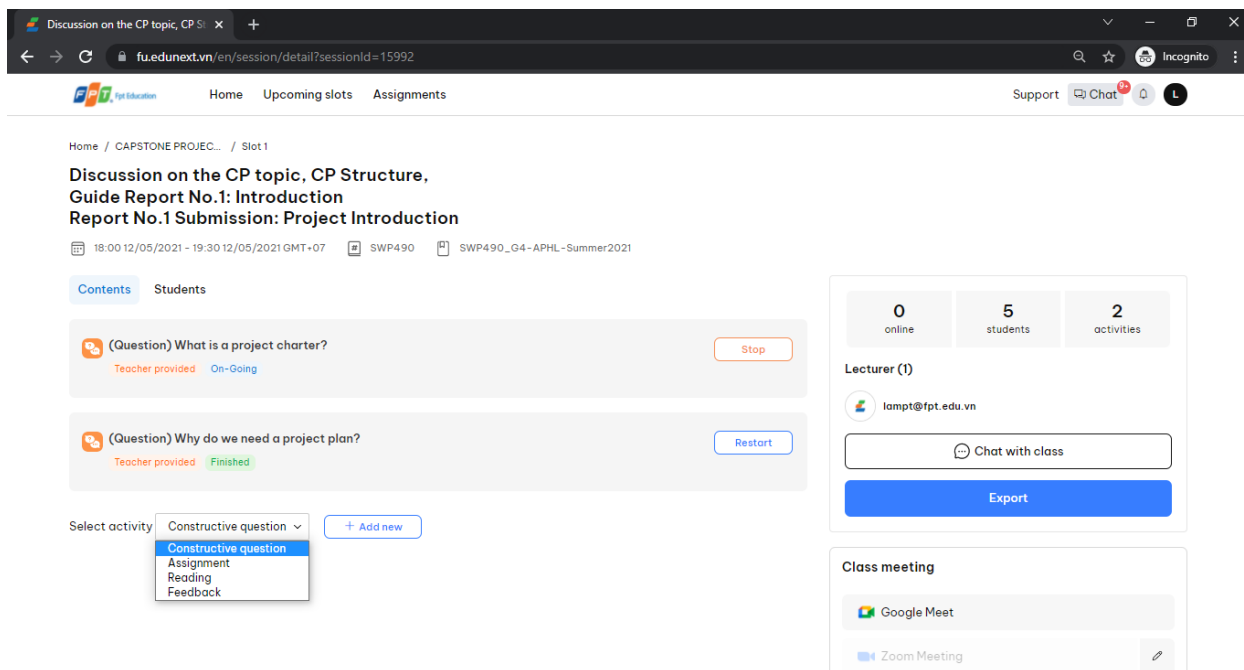 Discussion on the CP topic, CP St
fu.edunext.vn/en/session/detail?sessionId=15992
Incognito
FPT. Fpt Education
Home Upcoming slots Assignments
Support Chat 9+ L
Home / CAPSTONE PROJEC... / Slot 1
Discussion on the CP topic, CP Structure,
Guide Report No.1: Introduction
Report No.1 Submission: Project Introduction
18:00 12/05/2021 - 19:30 12/05/2021 GMT+07 # SWP490 SWP490_G4-APHL-Summer2021
Contents Students
(Question) What is a project charter?
Teacher provided On-Going
Stop
(Question) Why do we need a project plan?
Teacher provided Finished
Restart
Select activity Constructive question + Add new
Constructive question
Assignment
Reading
Feedback
0 5 2
online students activities
Lecturer (1)
lampt@fpt.edu.vn
Chat with class
Export
Class meeting
Google Meet
Zoom Meeting